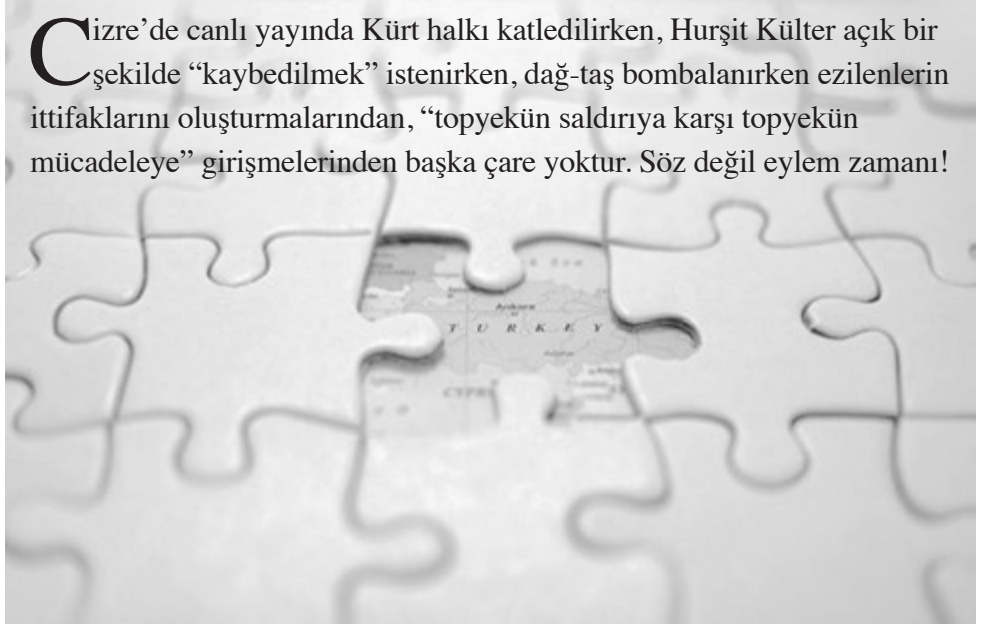 Cizre’de canlı yayında Kürt halkı katledilirken, Hurşit Külter açık bir
şekilde “kaybedilmek” istenirken, dağ-taş bombalanırken ezilenlerin
ittifaklarını oluşturmalarından, “topyekün saldırıya karşı topyekün
mücadeleye” girişmelerinden başka çare yoktur. Söz değil eylem zamanı!
Ankara
T U R K E Y